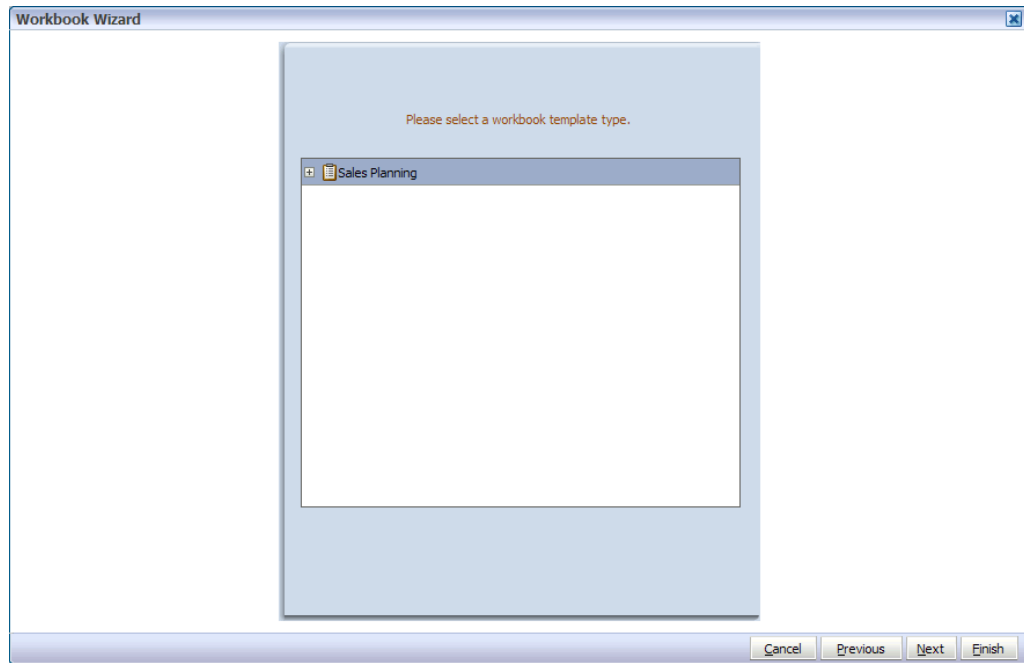 Workbook Wizard
Please select a workbook template type.
Sales Planning
Cancel Previous Next Finish